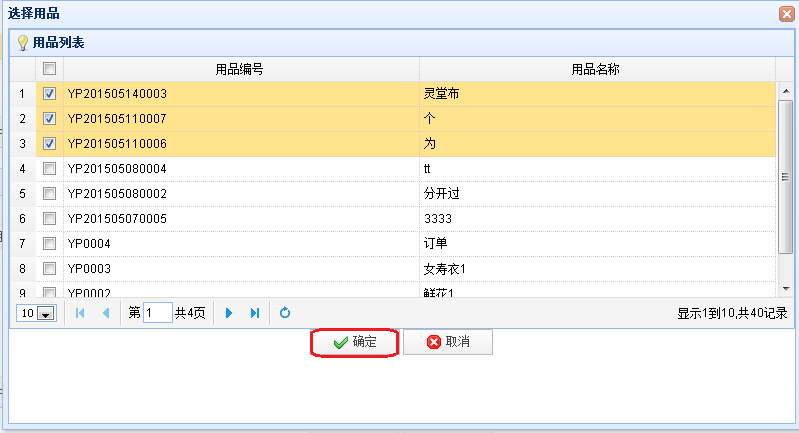 选择用品
用品列表
用品编号 用品名称
1 YP201505140003 灵堂布
2 YP201505110007 个
3 YP201505110006 为
4 YP201505080004 tt
5 YP201505080002 分开过
6 YP201505070005 3333
7 YP0004 订单
8 YP0003 女寿衣1
9 YP0002 鲜花1
10 第 1 共4页 显示1到10,共40记录
确定 取消